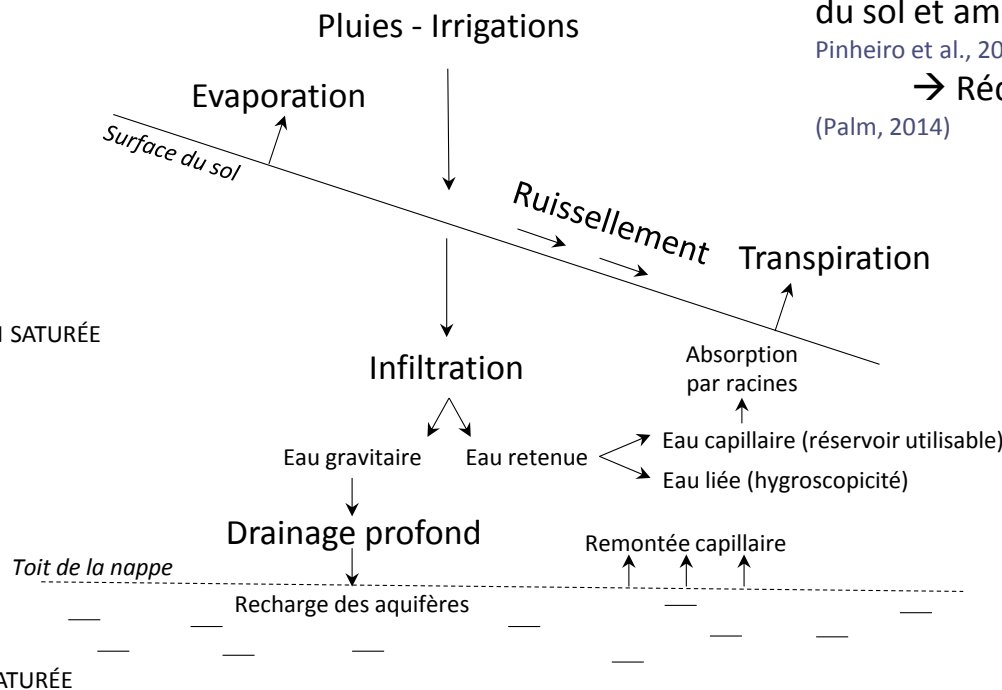 du sol et am
Pinheiro et al., 20
→ Réd
(Palm, 2014)
Pluies - Irrigations
Evaporation
Surface du sol
Ruissellement
Transpiration
SATURÉE
Infiltration
Absorption
par racines
Eau gravitaire
Eau retenue
Eau capillaire (réservoir utilisable)
Eau liée (hygroscopicité)
Drainage profond
Remontée capillaire
Toit de la nappe
Recharge des aquifères
ATURÉE